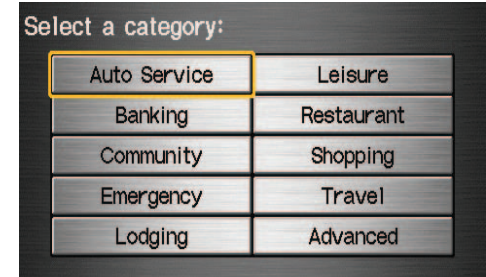 Select a category:
Auto Service Leisure
Banking Restaurant
Community Shopping
Emergency Travel
Lodging Advanced